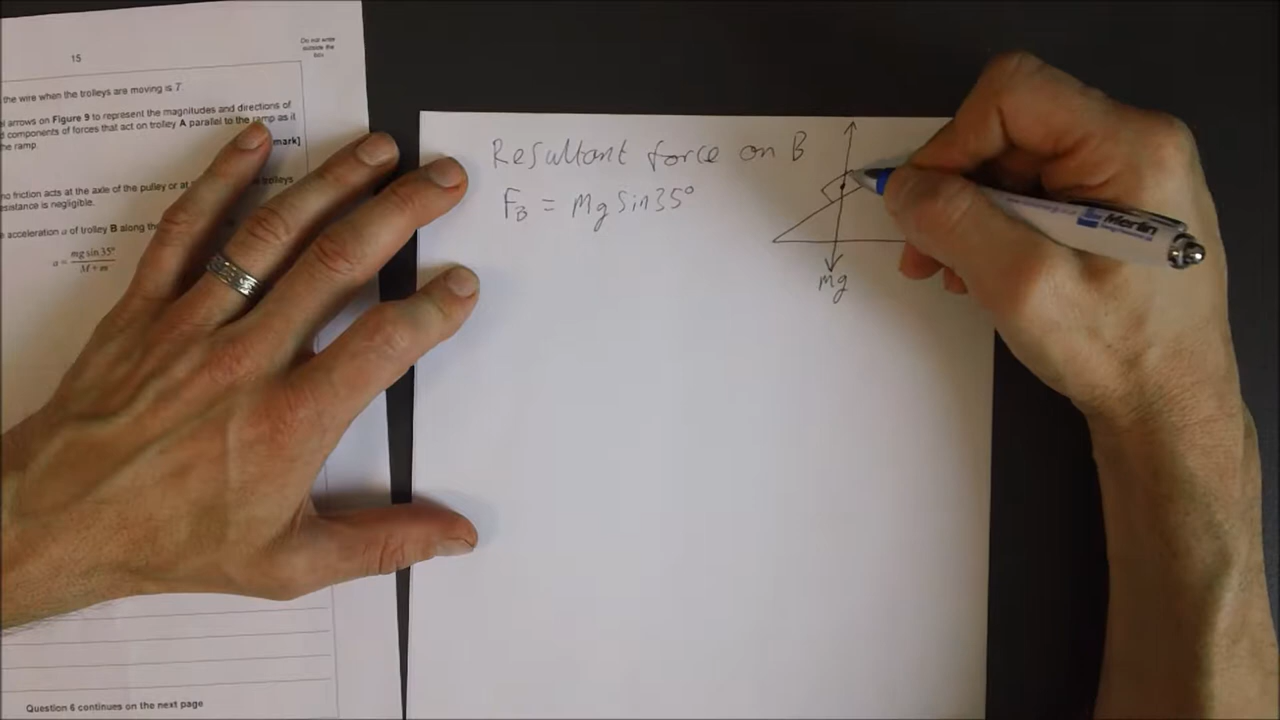 15
Do not write
outside the
box
the wire when the trolleys are moving is T
arrows on Figure 9 to represent the magnitudes and directions of
components of forces that act on trolley A parallel to the ramp as it
the ramp.
mark]
no friction acts at the axle of the pulley or at trolleys
esistance is negligible.
acceleration a of trolley B along the
a = mg sin 35° / M + m
Question 6 continues on the next page
Resultant force on B
F_B = Mg Sin 35°
mg
Merlin